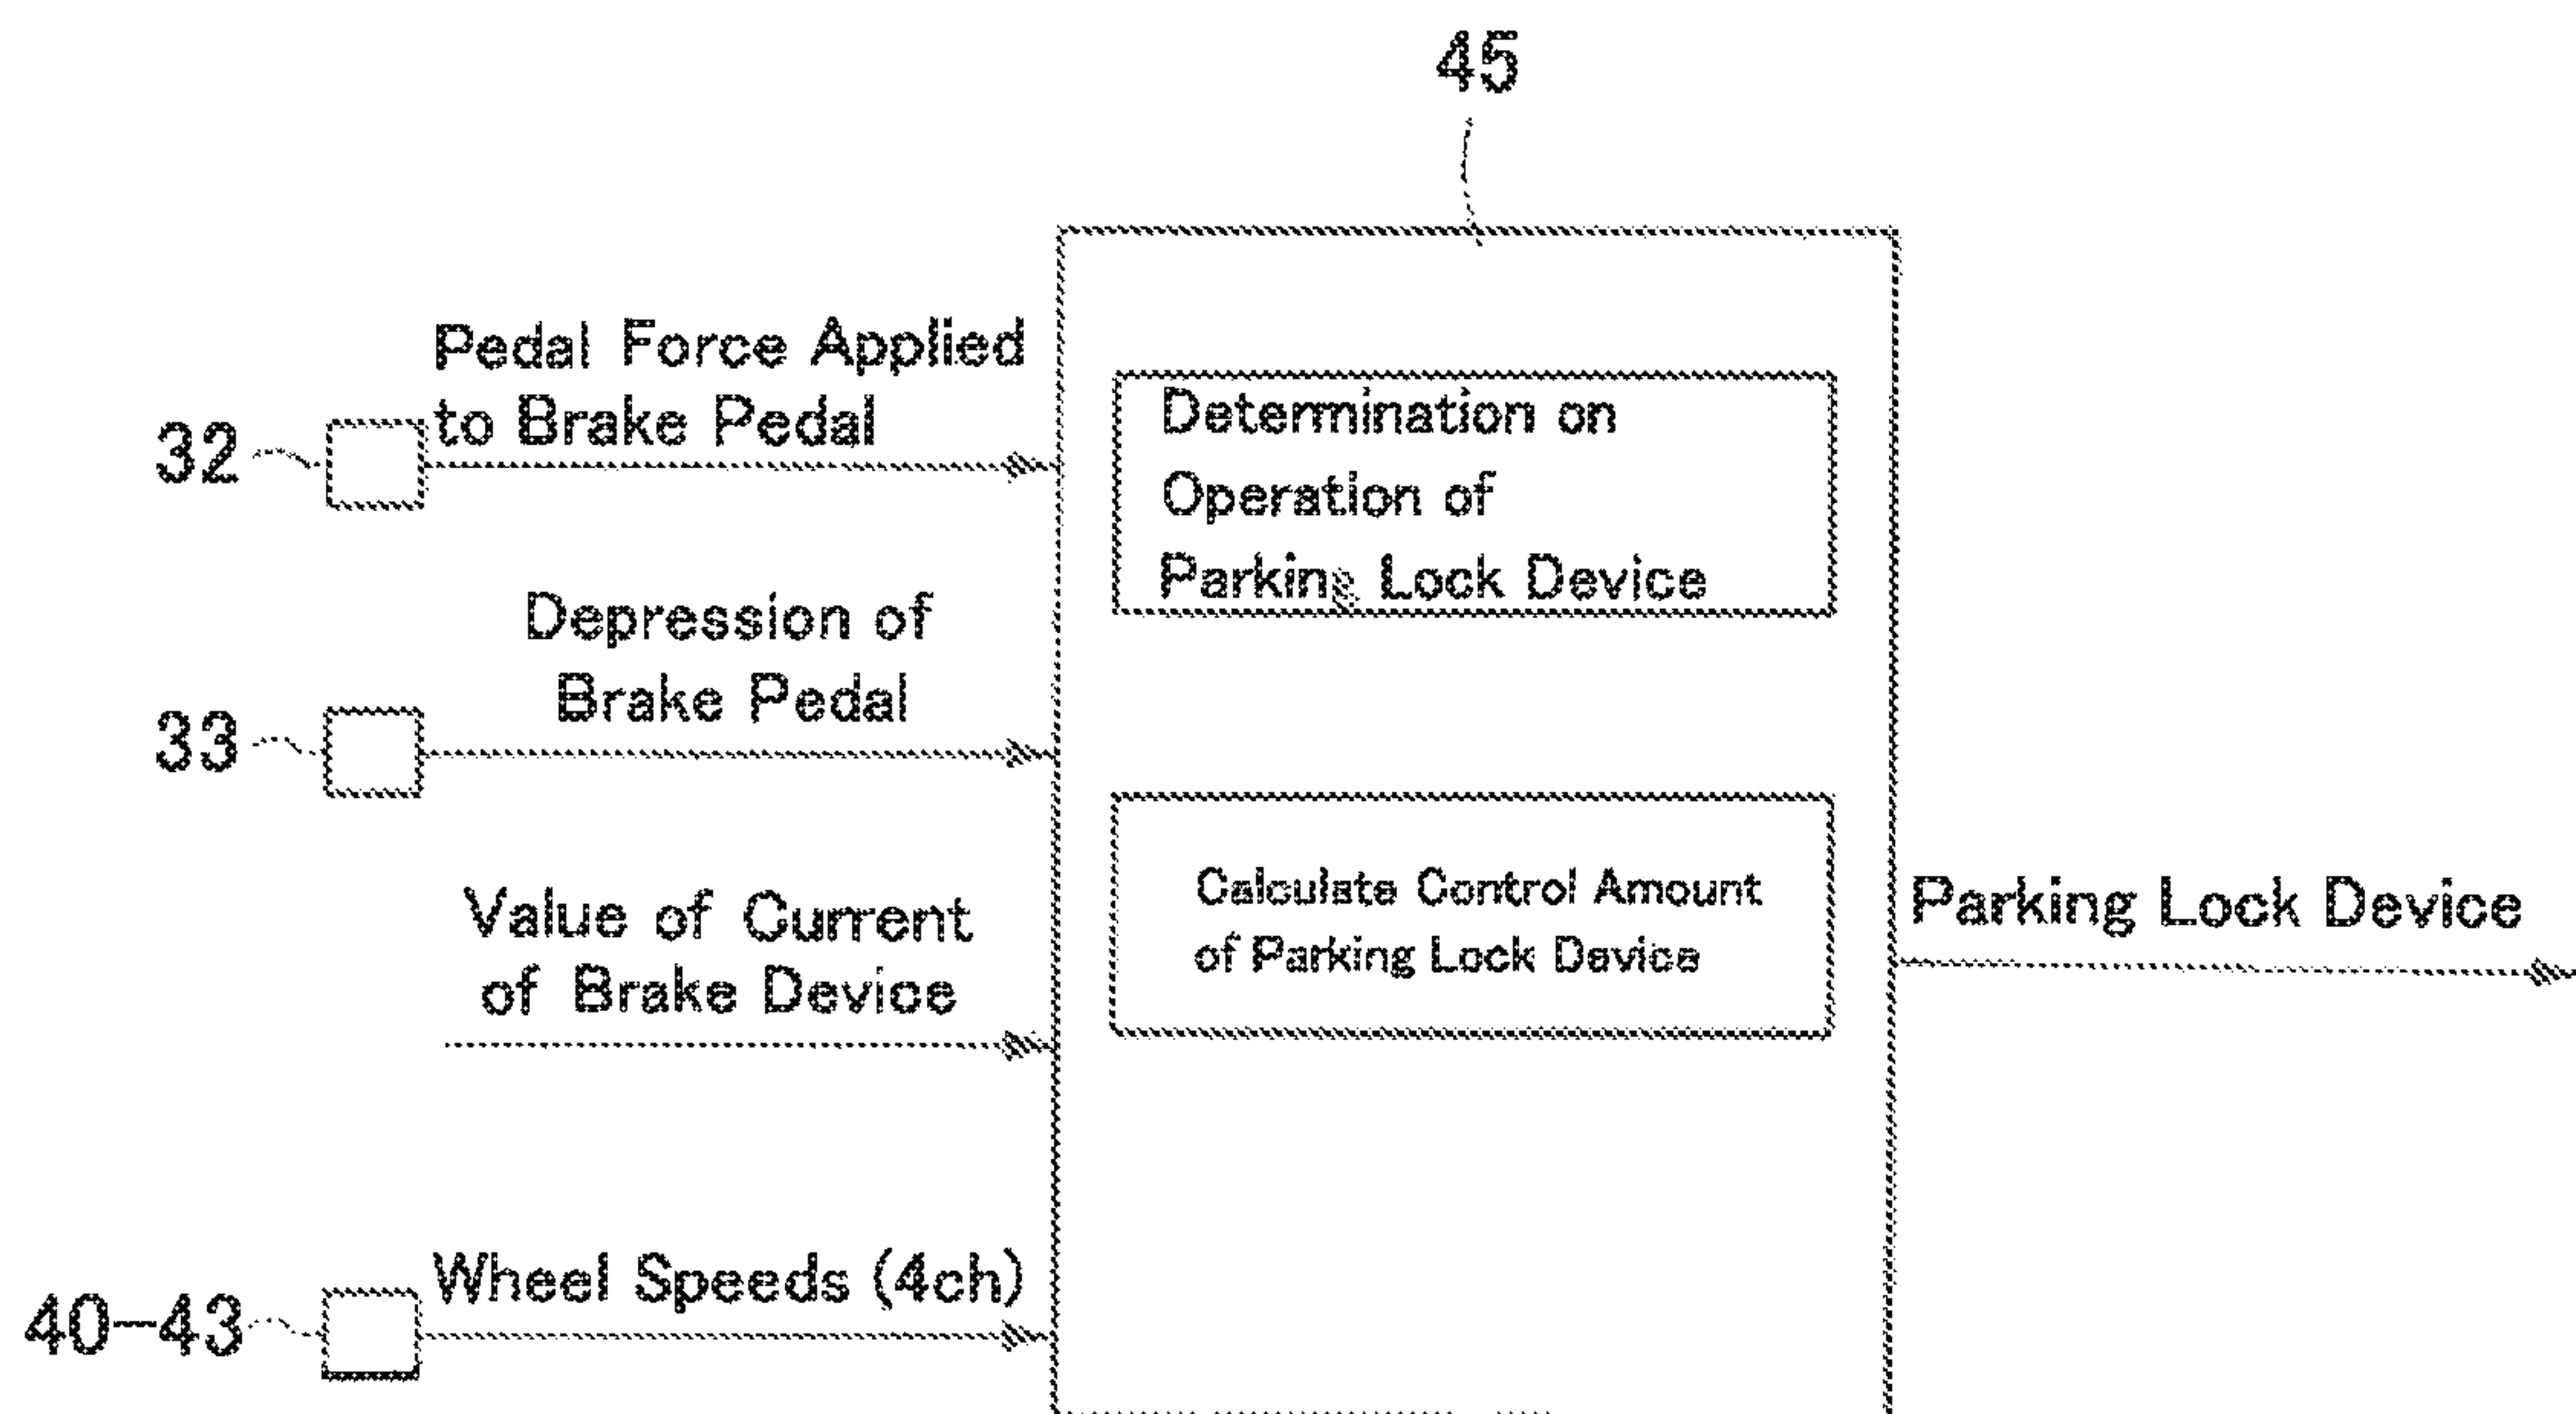 45
Pedal Force Applied
to Brake Pedal
32
Determination on
Operation of
Parking Lock Device
Depression of
Brake Pedal
33
Calculate Control Amount
of Parking Lock Device
Value of Current
of Brake Device
Parking Lock Device
Wheel Speeds (4ch)
40-43